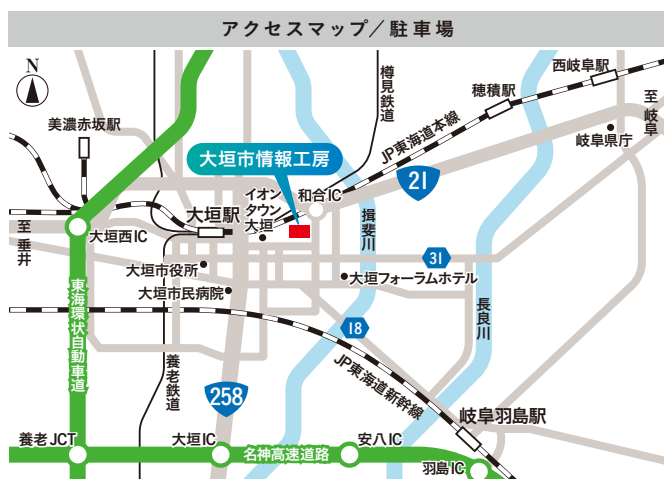 アクセスマップ／駐車場
N
樽見鉄道
西岐阜駅
穂積駅
至 岐阜
美濃赤坂駅
JP東海道本線
岐阜県庁
大垣市情報工房
21
イオン
タウン
大垣
和合IC
大垣駅
揖斐川
至 垂井
大垣西IC
31
大垣市役所
大垣フォーラムホテル
大垣市民病院
東海環状自動車道
長良川
18
養老鉄道
JP東海道新幹線
258
岐阜羽島駅
養老JCT
大垣IC
名神高速道路
安八IC
羽島IC